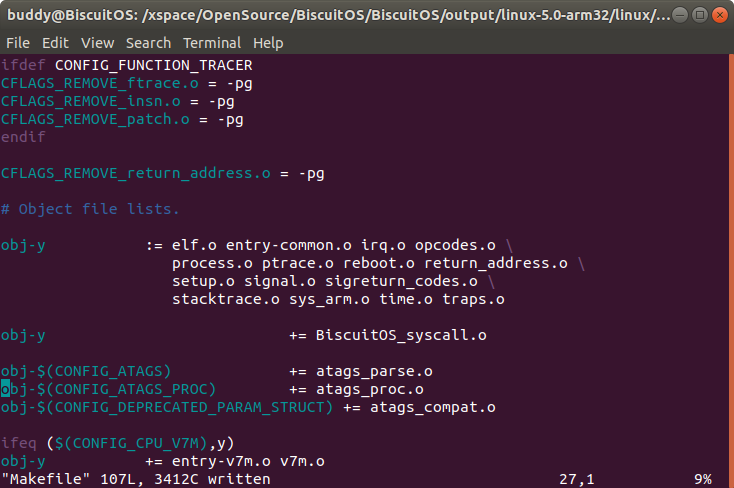 buddy@BiscuitOS: /xspace/OpenSource/BiscuitOS/BiscuitOS/output/linux-5.0-arm32/linux/...
File Edit View Search Terminal Help
ifdef CONFIG_FUNCTION_TRACER
CFLAGS_REMOVE_ftrace.o = -pg
CFLAGS_REMOVE_insn.o = -pg
CFLAGS_REMOVE_patch.o = -pg
endif
CFLAGS_REMOVE_return_address.o = -pg
# Object file lists.
obj-y           := elf.o entry-common.o irq.o opcodes.o \
                   process.o ptrace.o reboot.o return_address.o \
                   setup.o signal.o sigreturn_codes.o \
                   stacktrace.o sys_arm.o time.o traps.o
obj-y                           += BiscuitOS_syscall.o
obj-$(CONFIG_ATAGS)             += atags_parse.o
obj-$(CONFIG_ATAGS_PROC)        += atags_proc.o
obj-$(CONFIG_DEPRECATED_PARAM_STRUCT) += atags_compat.o
ifeq ($(CONFIG_CPU_V7M),y)
obj-y           += entry-v7m.o v7m.o
"Makefile" 107L, 3412C written                                27,1           9%